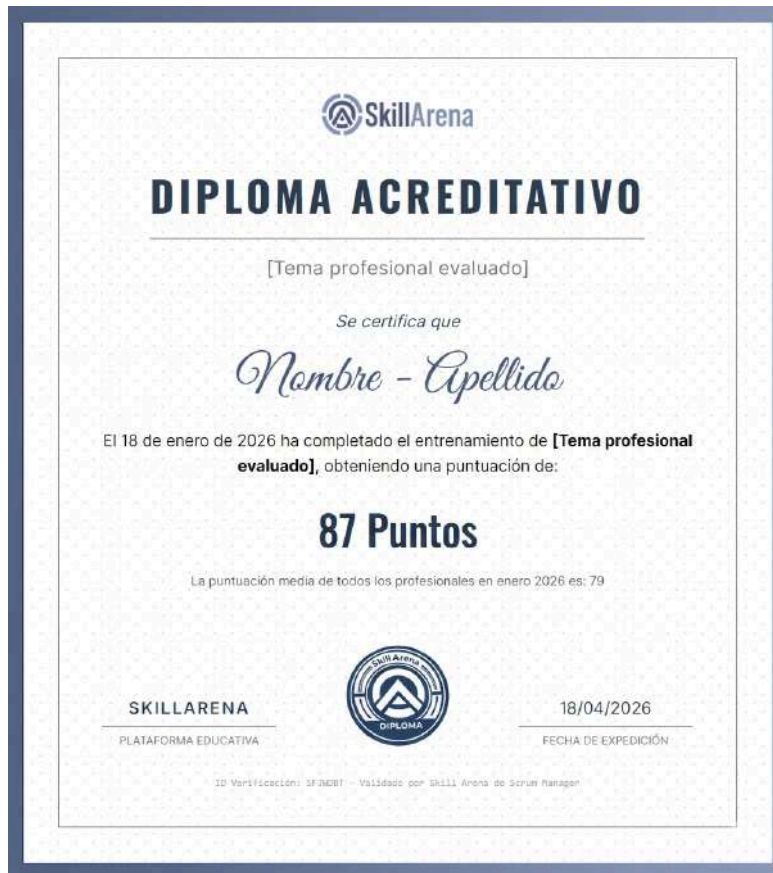 SkillArena
DIPLOMA ACREDITATIVO
[Tema profesional evaluado]
Se certifica que
Nombre - Apellido
El 18 de enero de 2026 ha completado el entrenamiento de [Tema profesional
evaluado], obteniendo una puntuación de:
87 Puntos
La puntuación media de todos los profesionales en enero 2026 es: 79
Skill Arena
DIPLOMA
SKILLARENA
PLATAFORMA EDUCATIVA
18/04/2026
FECHA DE EXPEDICIÓN
ID Verificación: - Validado por Skill Arena de Scrum Manager